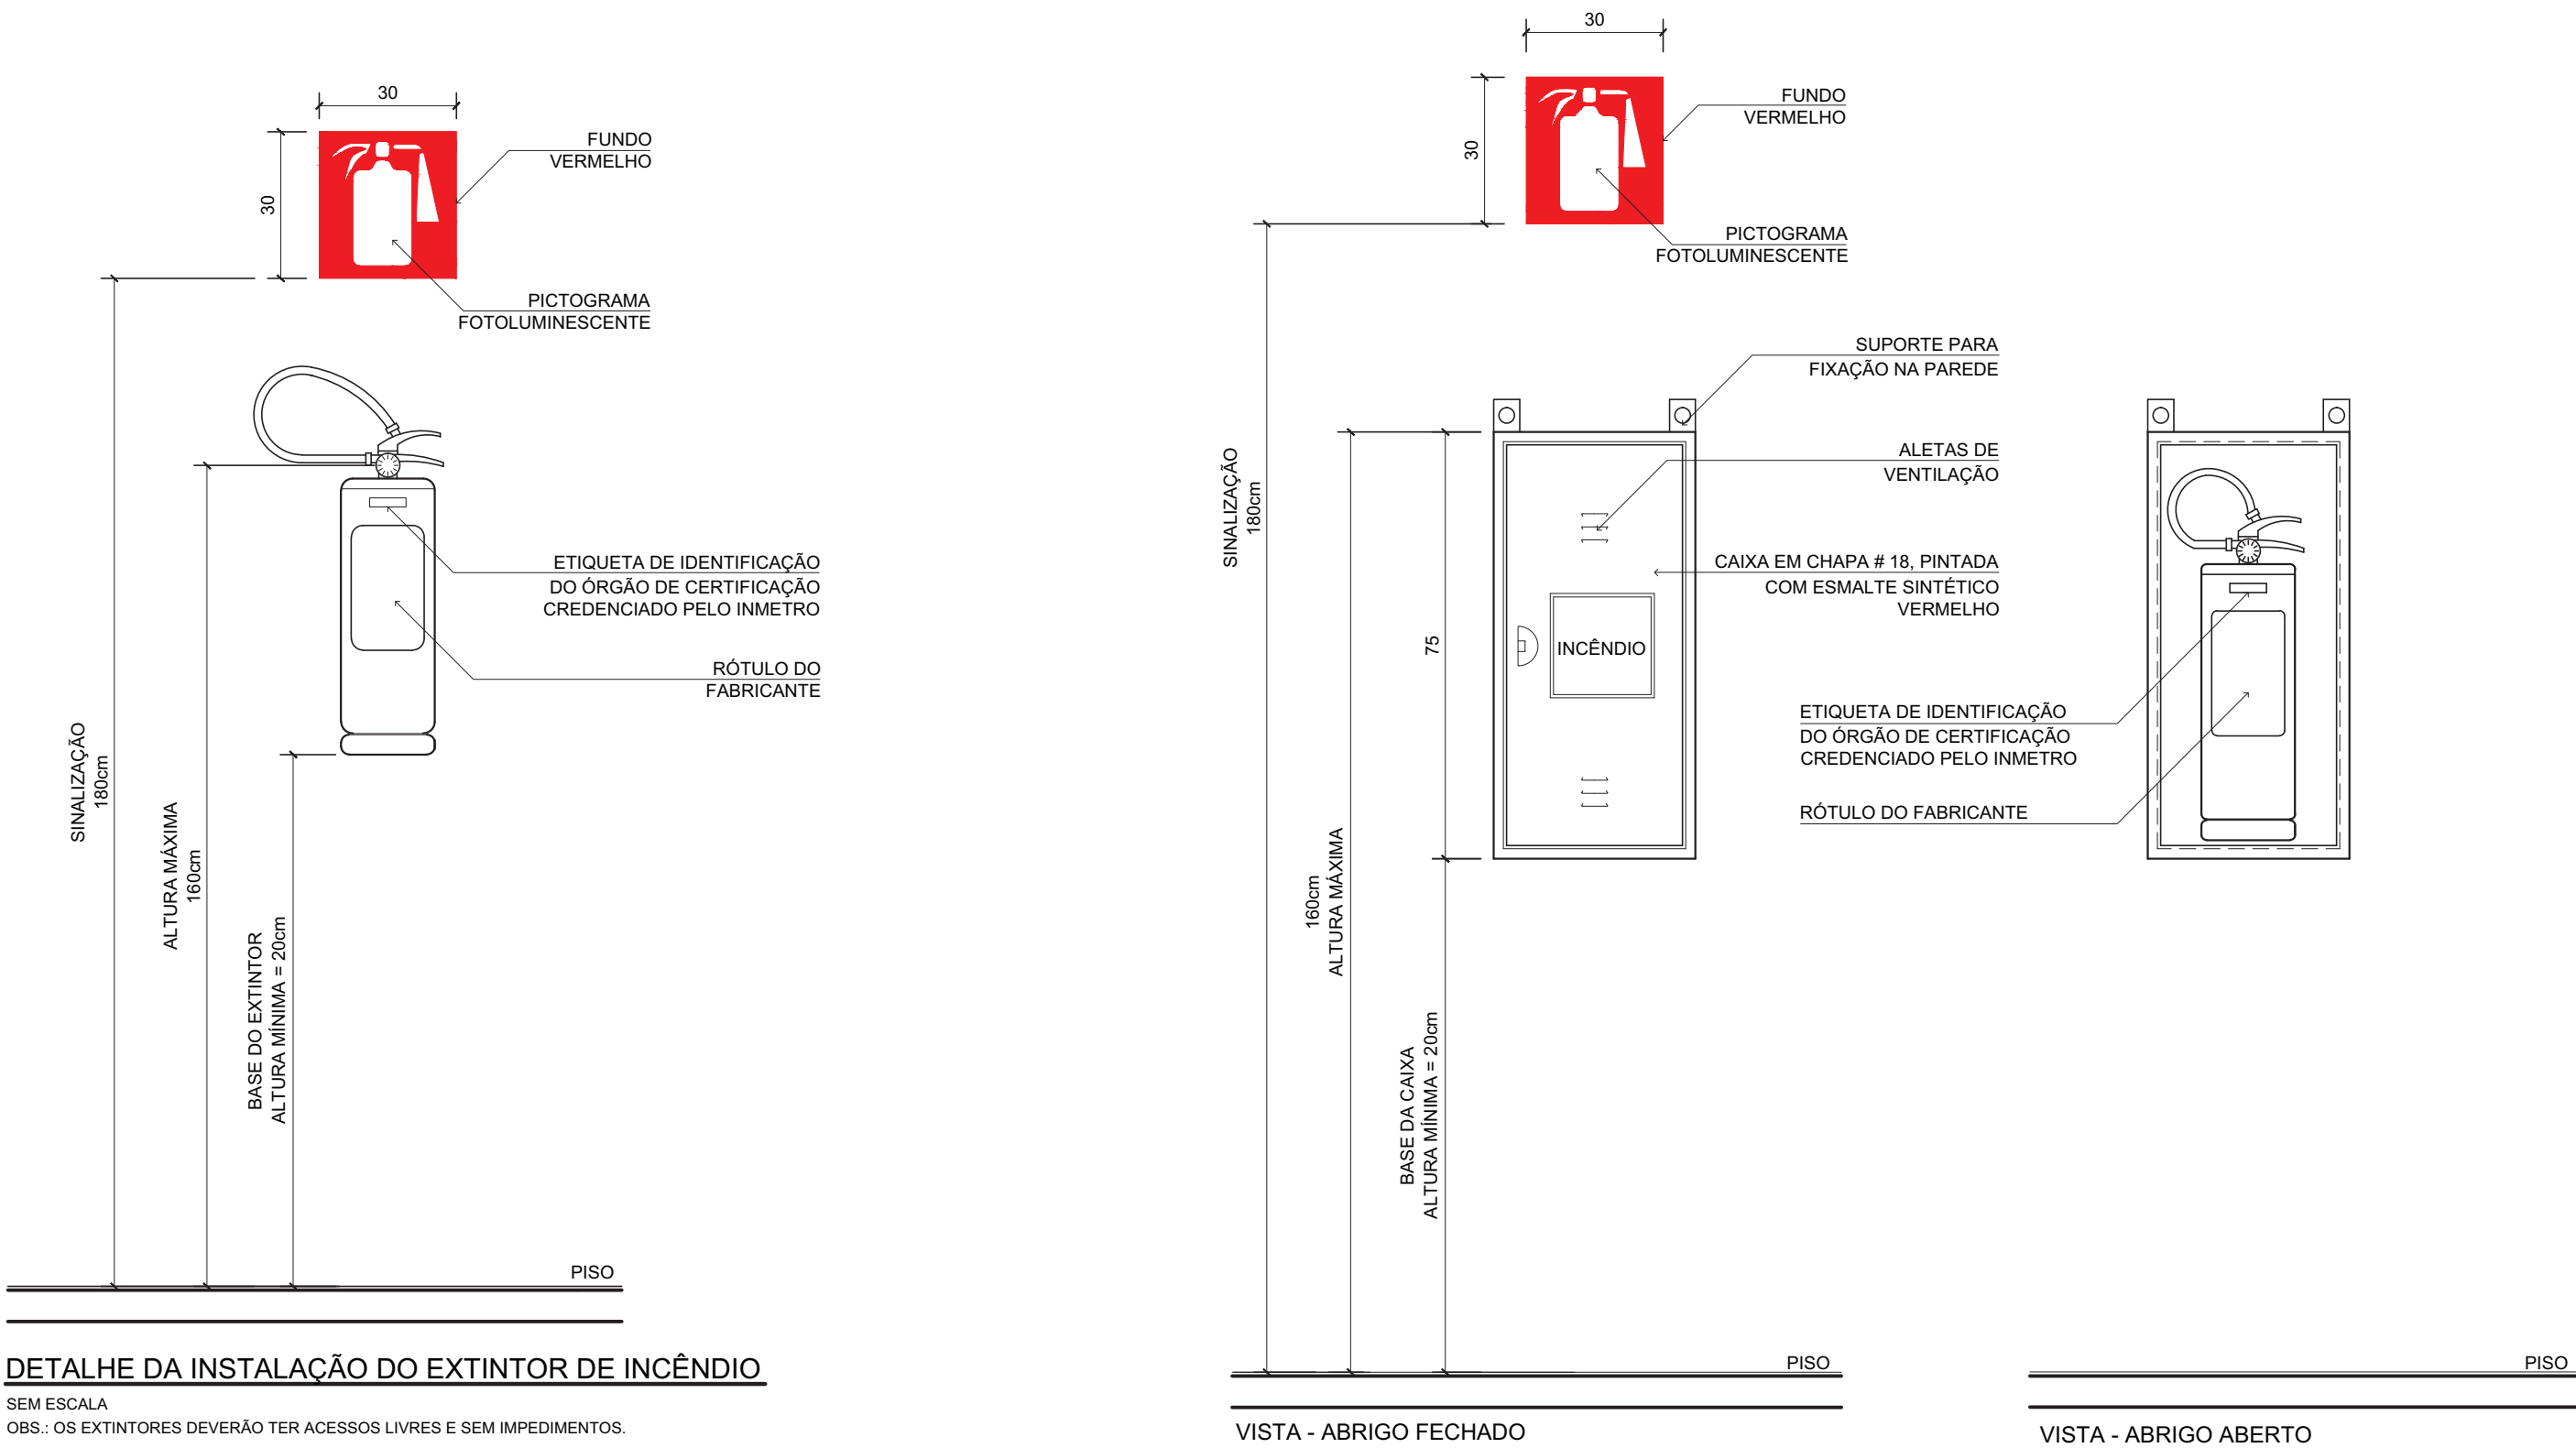 30
30
FUNDO
VERMELHO
PICTOGRAMA
FOTOLUMINESCENTE
ETIQUETA DE IDENTIFICAÇÃO
DO ÓRGÃO DE CERTIFICAÇÃO
CREDENCIADO PELO INMETRO
RÓTULO DO
FABRICANTE
SINALIZAÇÃO
180cm
ALTURA MÁXIMA
160cm
BASE DO EXTINTOR
ALTURA MÍNIMA = 20cm
PISO
DETALHE DA INSTALAÇÃO DO EXTINTOR DE INCÊNDIO
SEM ESCALA
OBS.: OS EXTINTORES DEVERÃO TER ACESSOS LIVRES E SEM IMPEDIMENTOS.
30
30
FUNDO
VERMELHO
PICTOGRAMA
FOTOLUMINESCENTE
SUPORTE PARA
FIXAÇÃO NA PAREDE
ALETAS DE
VENTILAÇÃO
CAIXA EM CHAPA # 18, PINTADA
COM ESMALTE SINTÉTICO
VERMELHO
INCÊNDIO
SINALIZAÇÃO
180cm
160cm
ALTURA MÁXIMA
75
BASE DA CAIXA
ALTURA MÍNIMA = 20cm
PISO
VISTA - ABRIGO FECHADO
ETIQUETA DE IDENTIFICAÇÃO
DO ÓRGÃO DE CERTIFICAÇÃO
CREDENCIADO PELO INMETRO
RÓTULO DO FABRICANTE
PISO
VISTA - ABRIGO ABERTO